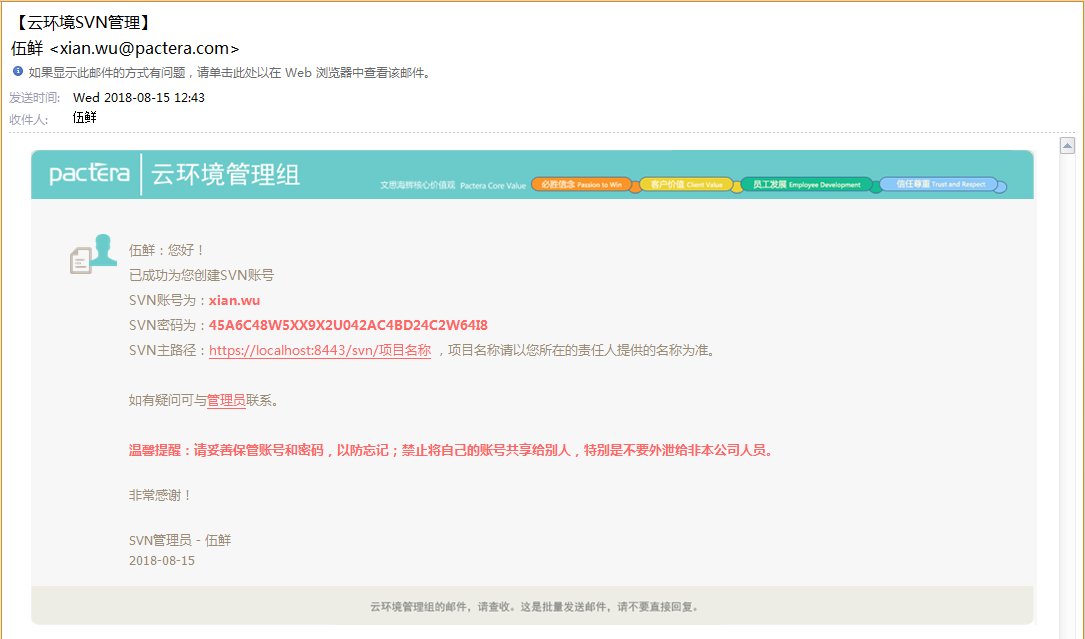 【云环境SVN管理】
伍鲜 <xian.wu@pactera.com>
如果显示此邮件的方式有问题，请单击此处以在 Web 浏览器中查看该邮件。
发送时间: Wed 2018-08-15 12:43
收件人: 伍鲜
pactera 云环境管理组
文思海辉核心价值观 Pactera Core Value 必胜信念 Passion to Win 客户价值 Client Value 员工发展 Employee Development 信任尊重 Trust and Respect
伍鲜：您好！
已成功为您创建SVN账号
SVN账号为：xian.wu
SVN密码为：45A6C48W5XX9X2U042AC4BD24C2W64I8
SVN主路径：https://localhost:8443/svn/项目名称 ，项目名称请以您所在的责任人提供的名称为准。
如有疑问可与管理员联系。
温馨提醒：请妥善保管账号和密码，以防忘记；禁止将自己的账号共享给别人，特别是不要外泄给非本公司人员。
非常感谢！
SVN管理员 - 伍鲜
2018-08-15
云环境管理组的邮件，请查收。这是批量发送邮件，请不要直接回复。